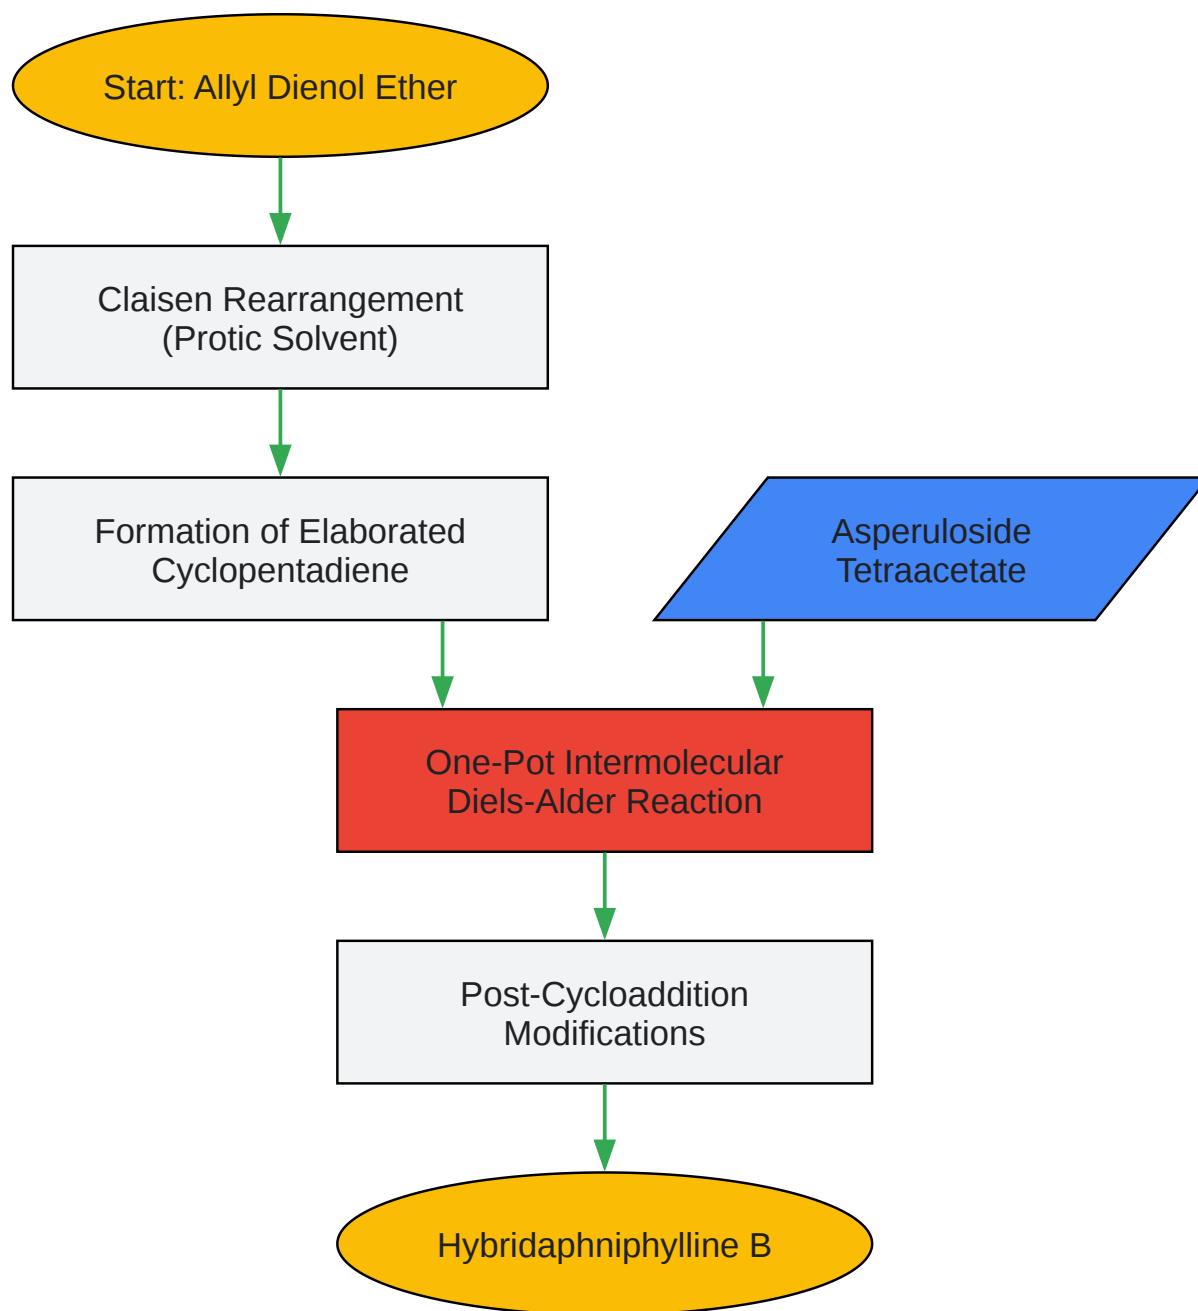 Start: Allyl Dienol Ether
Claisen Rearrangement
(Protic Solvent)
Formation of Elaborated
Cyclopentadiene
Asperuloside
Tetraacetate
One-Pot Intermolecular
Diels-Alder Reaction
Post-Cycloaddition
Modifications
Hybridaphniphylline B